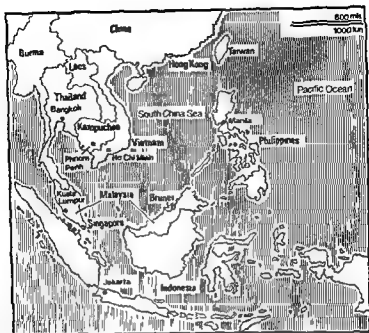 China
600 mls
1000 km
Burma
Taiwan
Laos
Hong Kong
Thailand
Bangkok
Pacific Ocean
South China Sea
Manila
Kampuchea
Vietnam
Philippines
Phnom
Penh
Ho Chi Minh
Kuala
Lumpur
Malaysia
Brunei
Singapore
Jakarta
Indonesia